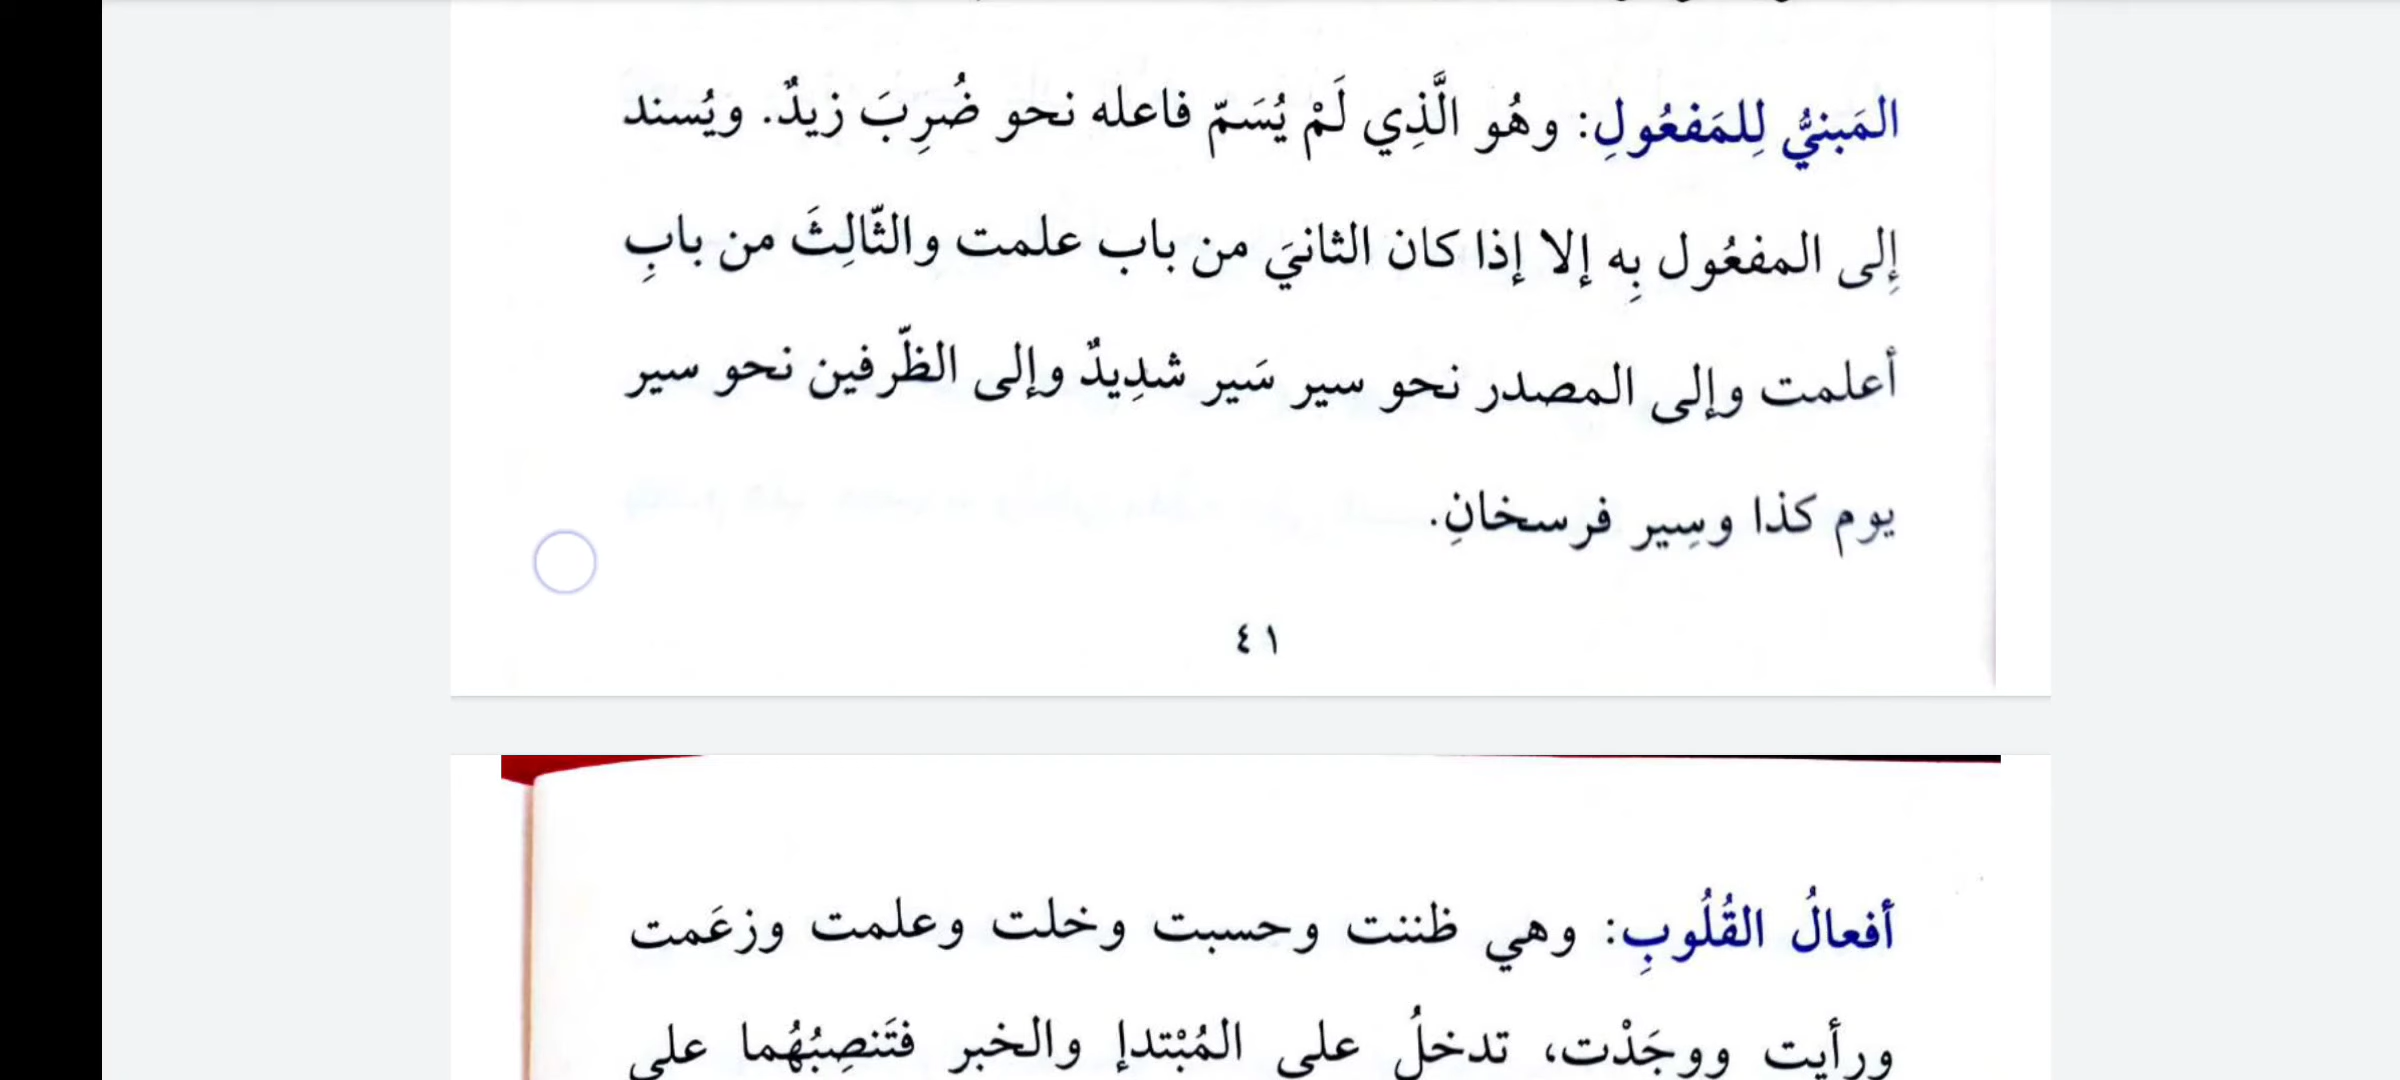 المَبنيُّ لِلمَفعُولِ: وهُو الَّذِي لَمْ يُسَمّ فاعله نحو ضُرِبَ زيدٌ. ويُسند
إِلى المفعُول بِه إلا إذا كان الثانيَ من باب علمت والثّالِثَ من بابِ
أعلمت وإلى المصدر نحو سير سَير شدِيدٌ وإلى الظّرفين نحو سير
يوم كذا وسِير فرسخانِ.
٤١
أفعالُ القُلُوبِ: وهي ظننت وحسبت وخلت وعلمت وزعَمت
ورأيت ووجَدْت، تدخلُ على المُبْتدإ والخبر فتَنصِبُهُما على